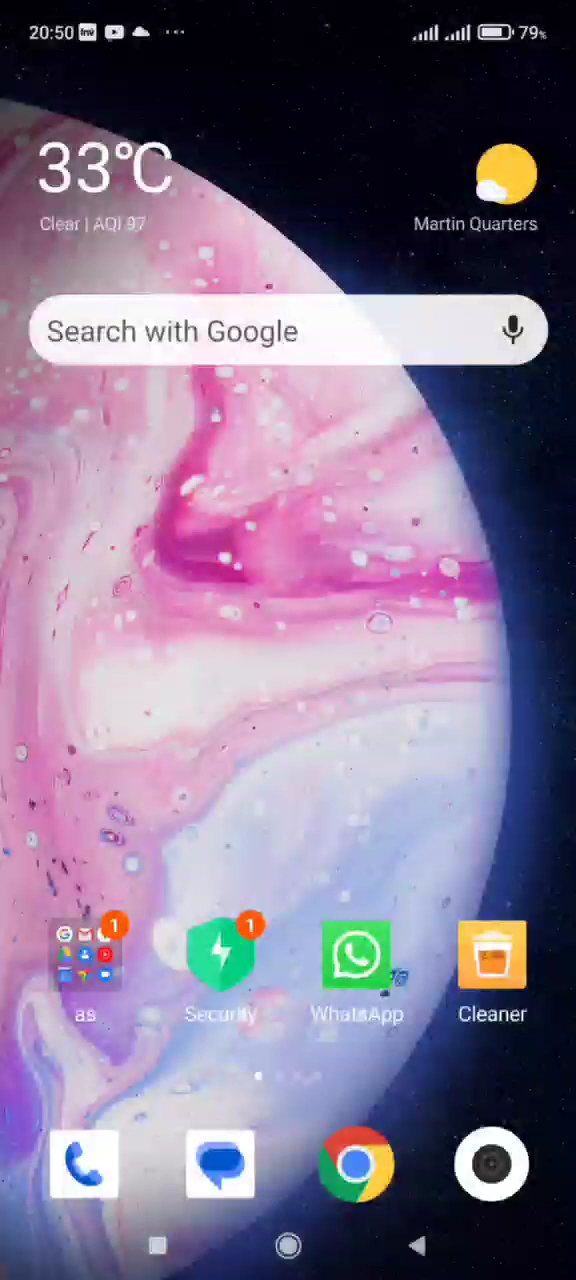 20:50
79%
33°C
Clear | AQI 97
Martin Quarters
Search with Google
1
1
as
Security
WhatsApp
Cleaner